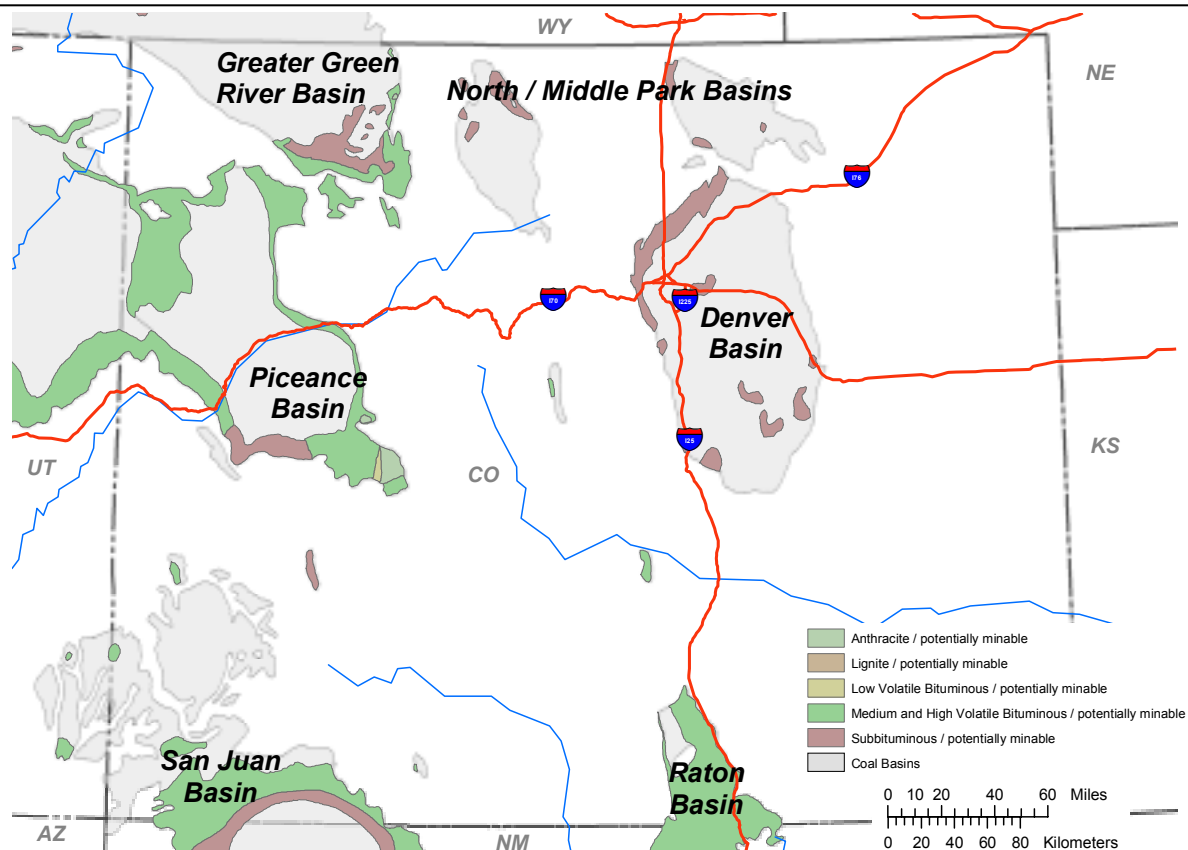 WY
Greater Green
River Basin
North / Middle Park Basins
NE
I76
I70
I225
Denver
Basin
Piceance
Basin
I25
UT
CO
KS
Anthracite / potentially minable
Lignite / potentially minable
Low Volatile Bituminous / potentially minable
Medium and High Volatile Bituminous / potentially minable
Subbituminous / potentially minable
Coal Basins
San Juan
Basin
Raton
Basin
0 10 20 40 60 Miles
0 20 40 60 80 Kilometers
AZ
NM